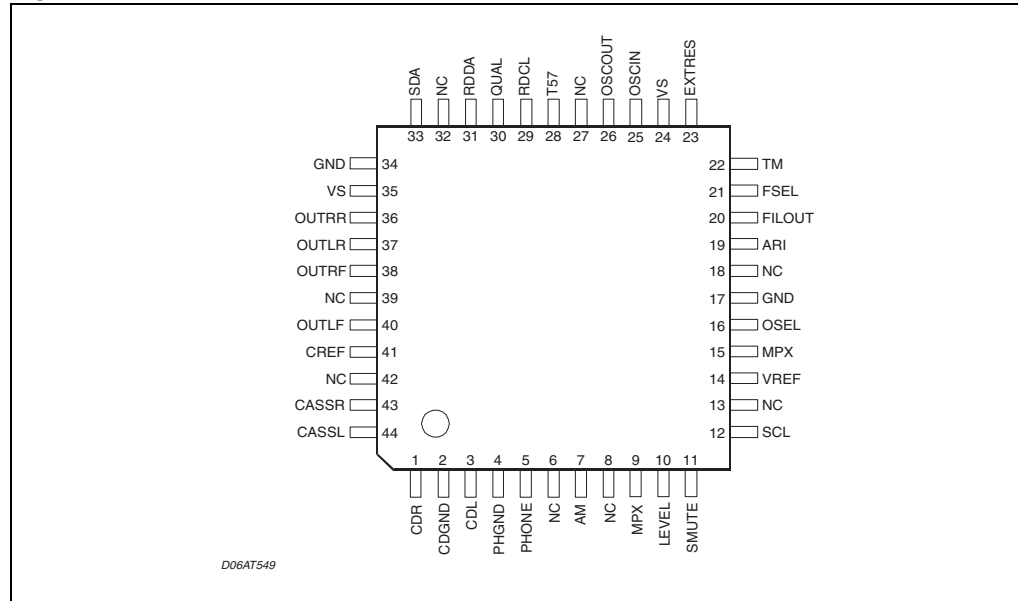 SDA NC RDDA QUAL RDCL T57 NC OSCOUT OSCIN VS EXTRES
33 32 31 30 29 28 27 26 25 24 23
GND 34 22 TM
VS 35 21 FSEL
OUTRR 36 20 FILOUT
OUTLR 37 19 ARI
OUTRF 38 18 NC
NC 39 17 GND
OUTLF 40 16 OSEL
CREF 41 15 MPX
NC 42 14 VREF
CASSR 43 13 NC
CASSL 44 12 SCL
1 2 3 4 5 6 7 8 9 10 11
CDR CDGND CDL PHGND PHONE NC AM NC MPX LEVEL SMUTE
D06AT549